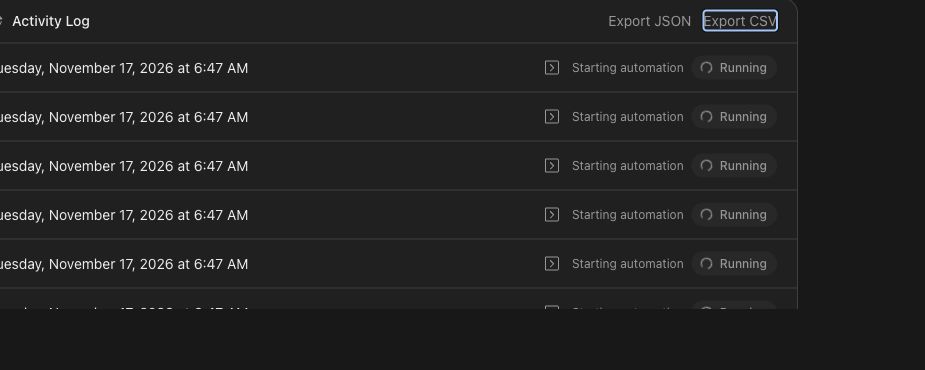 Activity Log Export JSON Export CSV
uesday, November 17, 2026 at 6:47 AM Starting automation Running
uesday, November 17, 2026 at 6:47 AM Starting automation Running
uesday, November 17, 2026 at 6:47 AM Starting automation Running
uesday, November 17, 2026 at 6:47 AM Starting automation Running
uesday, November 17, 2026 at 6:47 AM Starting automation Running